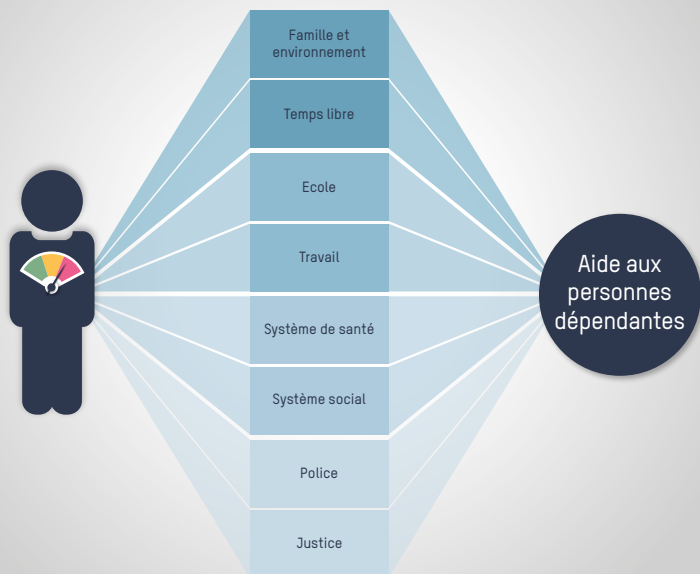 Famille et
environnement
Temps libre
Ecole
Travail
Système de santé
Système social
Police
Justice
Aide aux
personnes
dépendantes